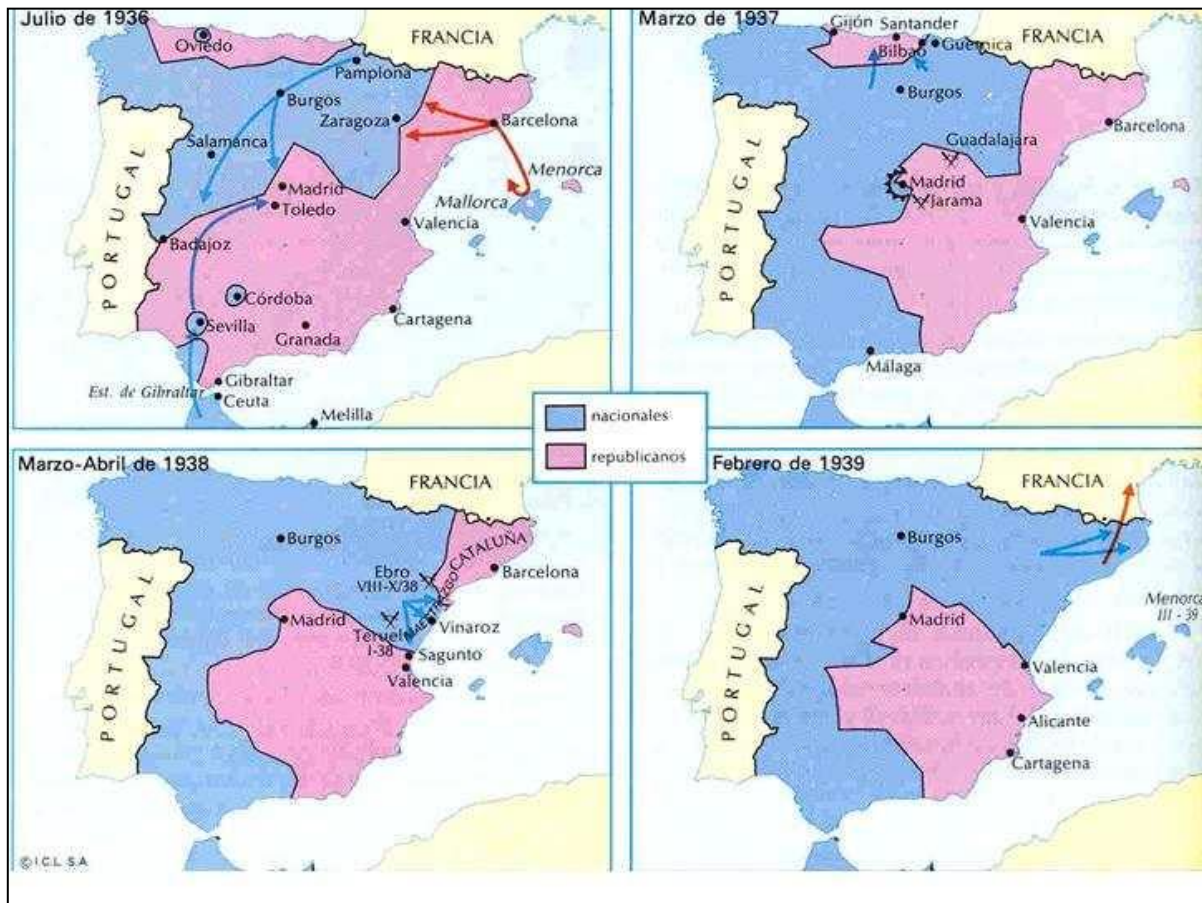 Julio de 1936
Oviedo
FRANCIA
Pamplona
Burgos
Zaragoza
Barcelona
Salamanca
Menorca
Madrid
Mallorca
Toledo
Valencia
PORTUGAL
Badajoz
Córdoba
Sevilla
Cartagena
Granada
Est. de Gibraltar
Gibraltar
Ceuta
Melilla
Marzo de 1937
Gijón
Santander
FRANCIA
Bilbao
Guernica
Burgos
Barcelona
Guadalajara
Madrid
Jarama
Valencia
PORTUGAL
Málaga
nacionales
republicanos
Marzo-Abril de 1938
FRANCIA
Burgos
CATALUÑA
Barcelona
Ebro
VIII-X/38
MAESTRAZGO
Madrid
Teruel
I-38
Vinaroz
Sagunto
Valencia
PORTUGAL
© I.C.L. S.A.
Febrero de 1939
FRANCIA
Burgos
Menorca
III - 39
Madrid
Valencia
PORTUGAL
Alicante
Cartagena